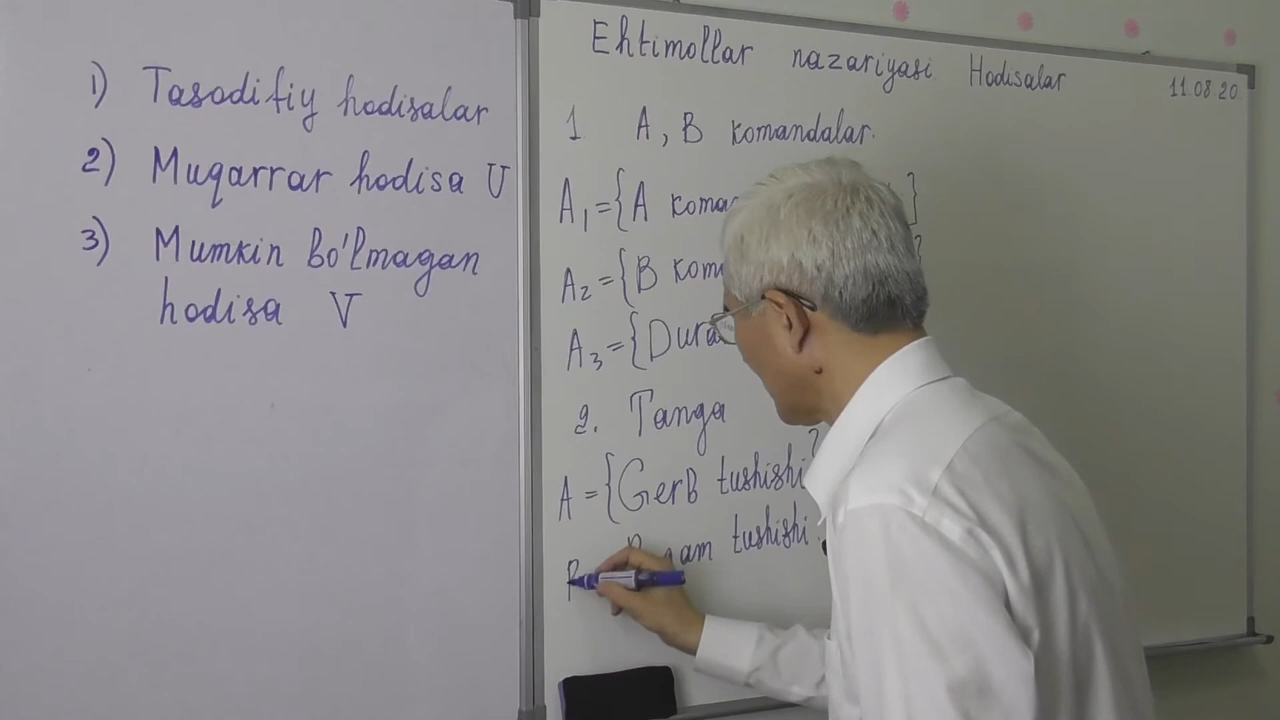 1) Tasodifiy hodisalar
2) Muqarrar hodisa U
3) Mumkin bo'lmagan
hodisa V
Ehtimollar nazariyasi Hodisalar
11.08.20
1 A, B komandalar.
A₁={A
A₂={B
A₃={
2. Tanga
A={Gerb tushishi}
tushishi